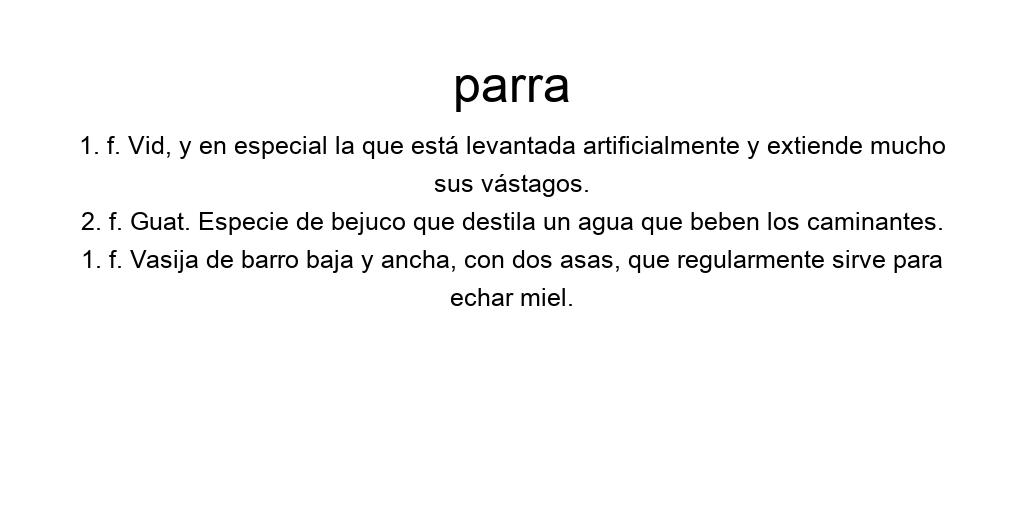 parra
1. f. Vid, y en especial la que está levantada artificialmente y extiende mucho
sus vástagos.
2. f. Guat. Especie de bejuco que destila un agua que beben los caminantes.
1. f. Vasija de barro baja y ancha, con dos asas, que regularmente sirve para
echar miel.